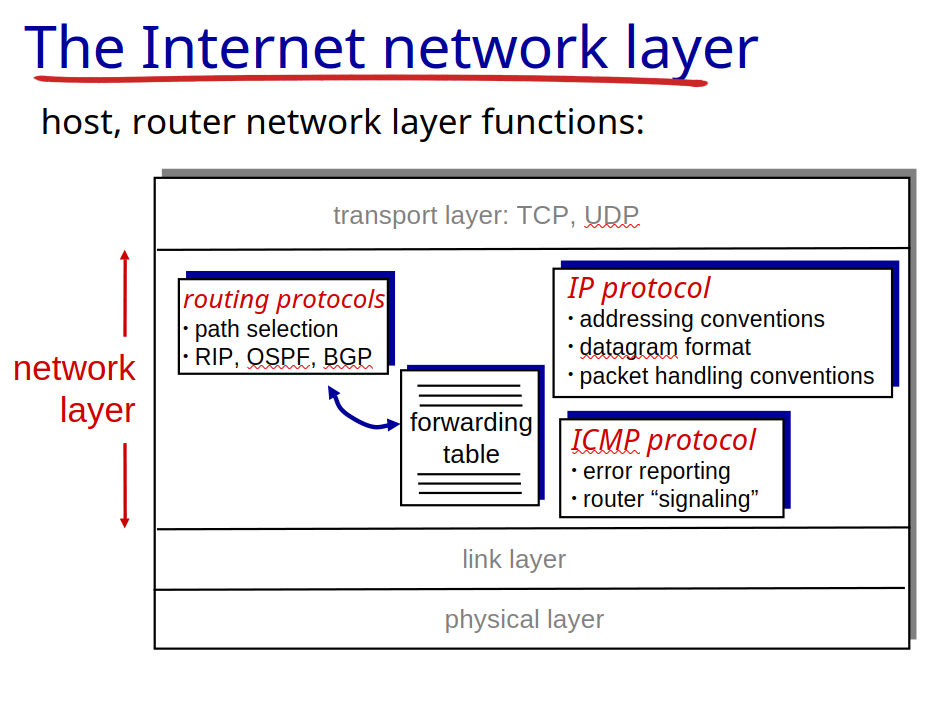 The Internet network layer
host, router network layer functions:
transport layer: TCP, UDP
network
layer
routing protocols
• path selection
• RIP, OSPF, BGP
forwarding
table
IP protocol
• addressing conventions
• datagram format
• packet handling conventions
ICMP protocol
• error reporting
• router “signaling”
link layer
physical layer